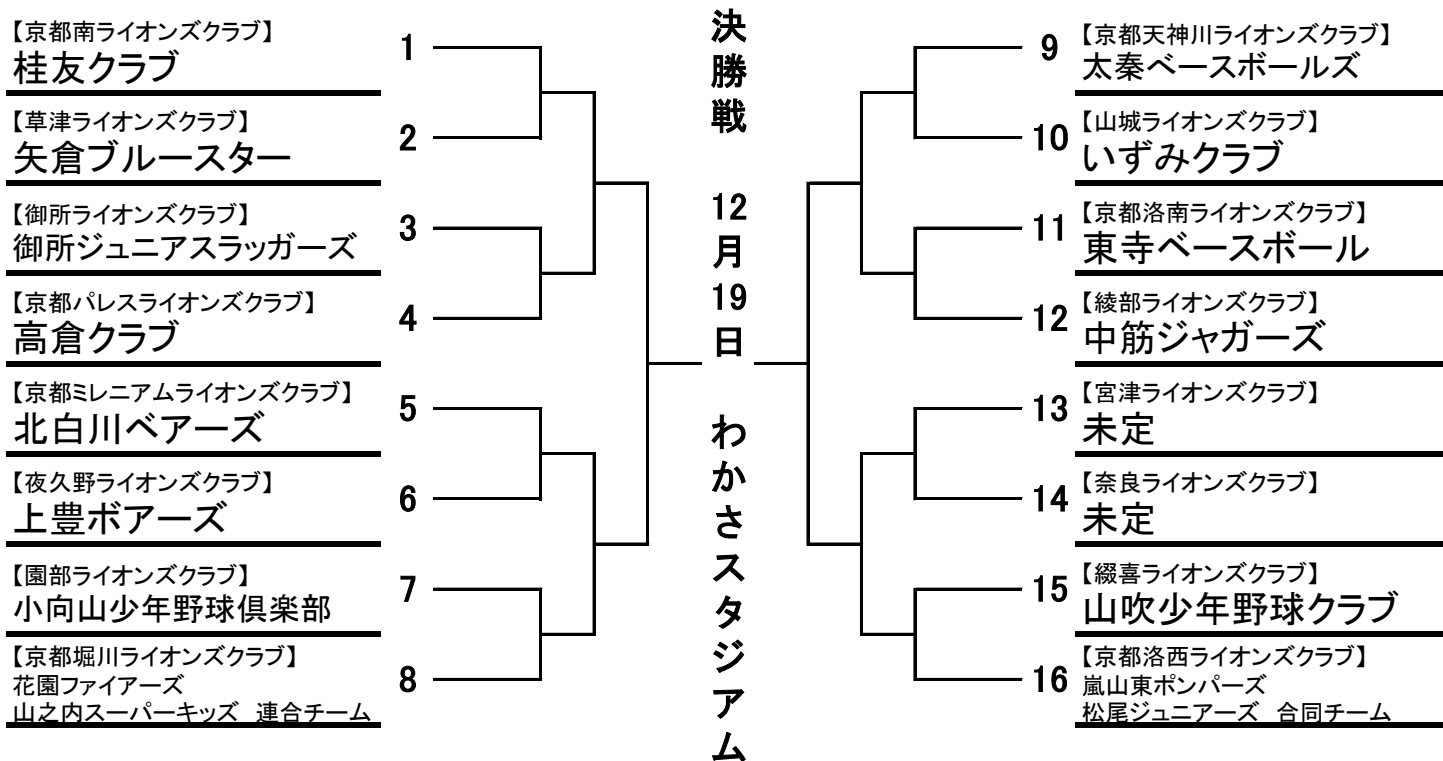 【京都南ライオンズクラブ】
桂友クラブ
1
【草津ライオンズクラブ】
矢倉ブルースター
2
【御所ライオンズクラブ】
御所ジュニアスラッガーズ
3
【京都パレスライオンズクラブ】
高倉クラブ
4
【京都ミレニアムライオンズクラブ】
北白川ベアーズ
5
【夜久野ライオンズクラブ】
上豊ボアーズ
6
【園部ライオンズクラブ】
小向山少年野球倶楽部
7
【京都堀川ライオンズクラブ】
花園ファイアーズ
山之内スーパーキッズ 連合チーム
8
決勝戦 12月19日 わかさスタジアム
9
【京都天神川ライオンズクラブ】
太秦ベースボールズ
10
【山城ライオンズクラブ】
いずみクラブ
11
【京都洛南ライオンズクラブ】
東寺ベースボール
12
【綾部ライオンズクラブ】
中筋ジャガーズ
13
【宮津ライオンズクラブ】
未定
14
【奈良ライオンズクラブ】
未定
15
【綴喜ライオンズクラブ】
山吹少年野球クラブ
16
【京都洛西ライオンズクラブ】
嵐山東ポンパーズ
松尾ジュニアーズ 合同チーム